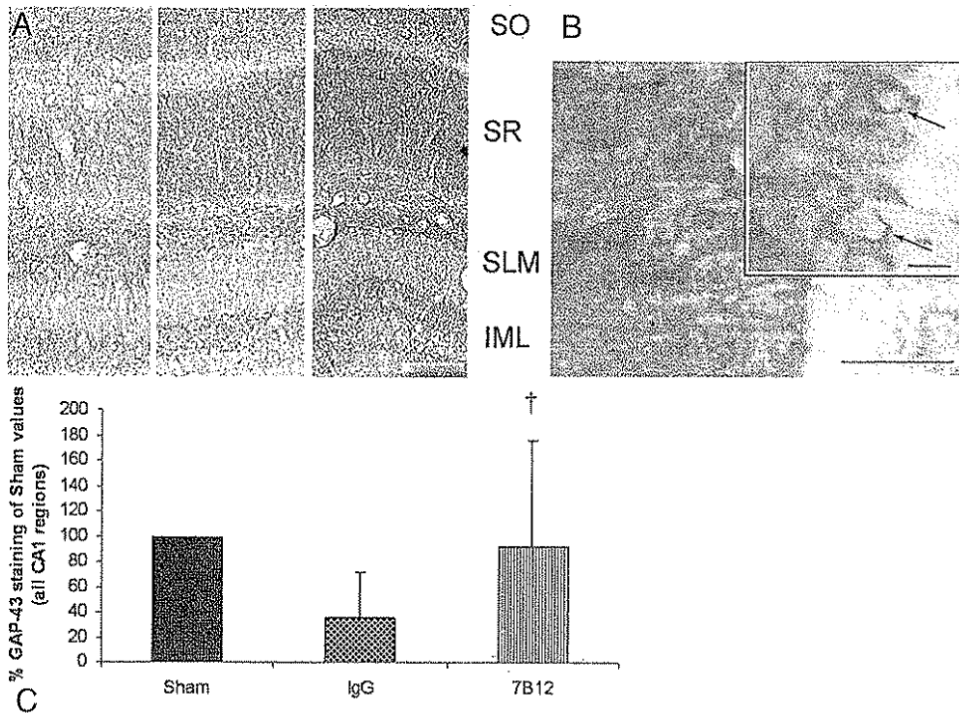 A
SO
B
SR
SLM
IML
†
200
180
160
140
120
100
80
60
40
20
0
% GAP-43 staining of Sham values
(all CA1 regions)
Sham
IgG
7B12
C